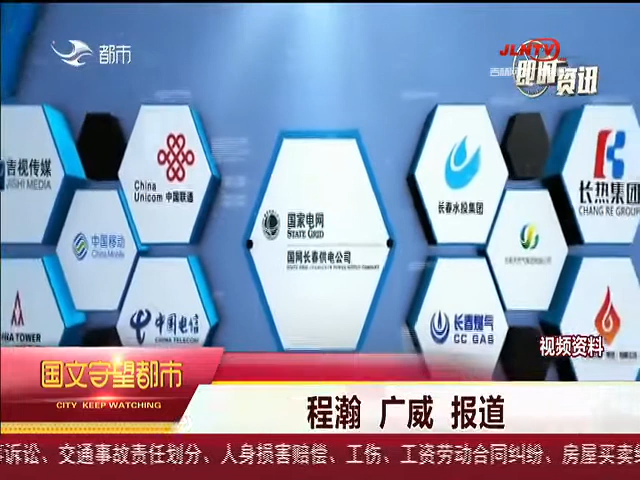 都市
JLNTV
即时资讯
吉视传媒
JISHI MEDIA
China
Unicom 中国联通
中国移动
China Mobile
中国电信
CHINA TELECOM
国家电网
STATE GRID
国网长春供电公司
长春水投集团
长热集团
CHANG RE GROUP
长春燃气
CC GAS
视频资料
国文守望都市
CITY KEEP WATCHING
程瀚 广威 报道
诉讼、交通事故责任划分、人身损害赔偿、工伤、工资劳动合同纠纷、房屋买卖